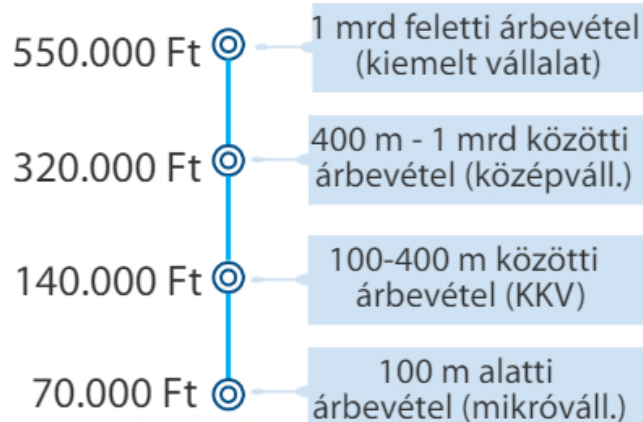 550.000 Ft
1 mrd feletti árbevétel
(kiemelt vállalat)
320.000 Ft
400 m - 1 mrd közötti
árbevétel (középváll.)
140.000 Ft
100-400 m közötti
árbevétel (KKV)
70.000 Ft
100 m alatti
árbevétel (mikróváll.)